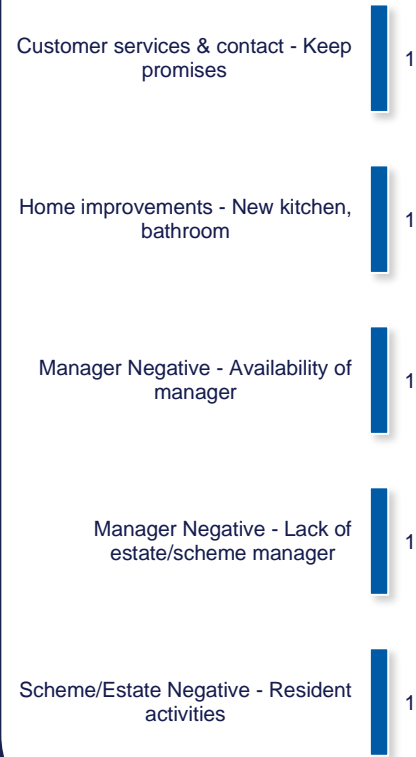 Customer services & contact - Keep
promises
1
Home improvements - New kitchen,
bathroom
1
Manager Negative - Availability of
manager
1
Manager Negative - Lack of
estate/scheme manager
1
Scheme/Estate Negative - Resident
activities
1